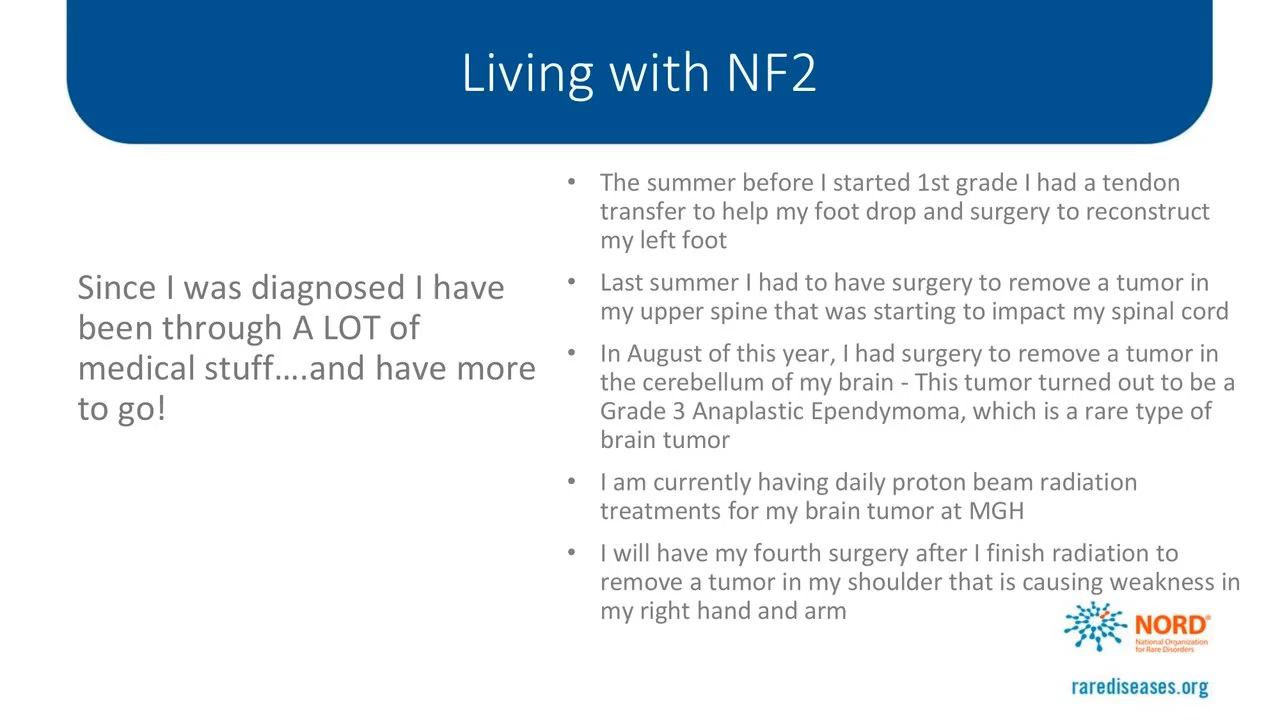 Living with NF2
Since I was diagnosed I have
been through A LOT of
medical stuff….and have more
to go!
• The summer before I started 1st grade I had a tendon
transfer to help my foot drop and surgery to reconstruct
my left foot
• Last summer I had to have surgery to remove a tumor in
my upper spine that was starting to impact my spinal cord
• In August of this year, I had surgery to remove a tumor in
the cerebellum of my brain - This tumor turned out to be a
Grade 3 Anaplastic Ependymoma, which is a rare type of
brain tumor
• I am currently having daily proton beam radiation
treatments for my brain tumor at MGH
• I will have my fourth surgery after I finish radiation to
remove a tumor in my shoulder that is causing weakness in
my right hand and arm
NORD®
National Organization
for Rare Disorders
rarediseases.org